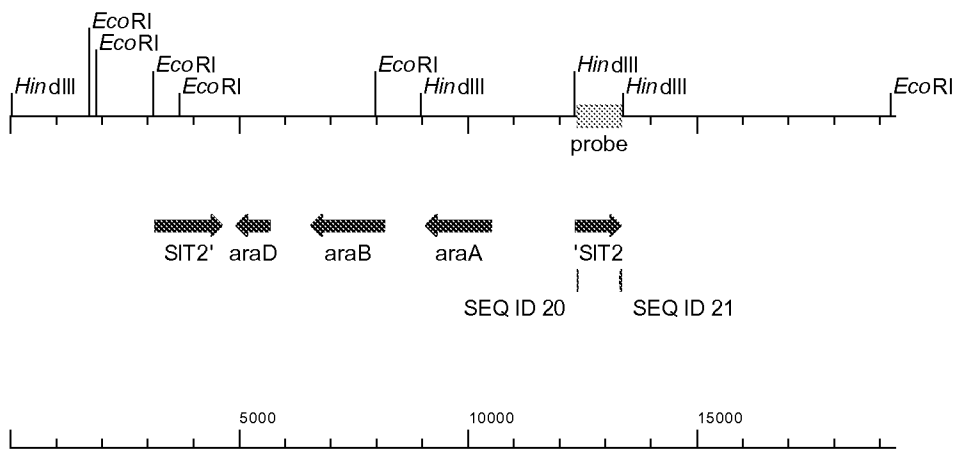 EcoRI
EcoRI
EcoRI
EcoRI
HindIII
EcoRI
HindIII
HindIII
HindIII
EcoRI
probe
SIT2' araD araB araA 'SIT2
SEQ ID 20 SEQ ID 21
5000 10000 15000